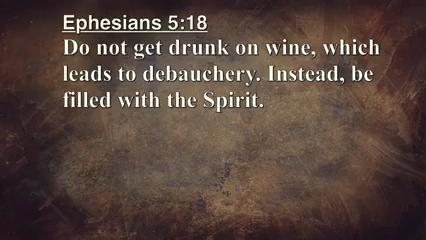 Ephesians 5:18
Do not get drunk on wine, which
leads to debauchery. Instead, be
filled with the Spirit.